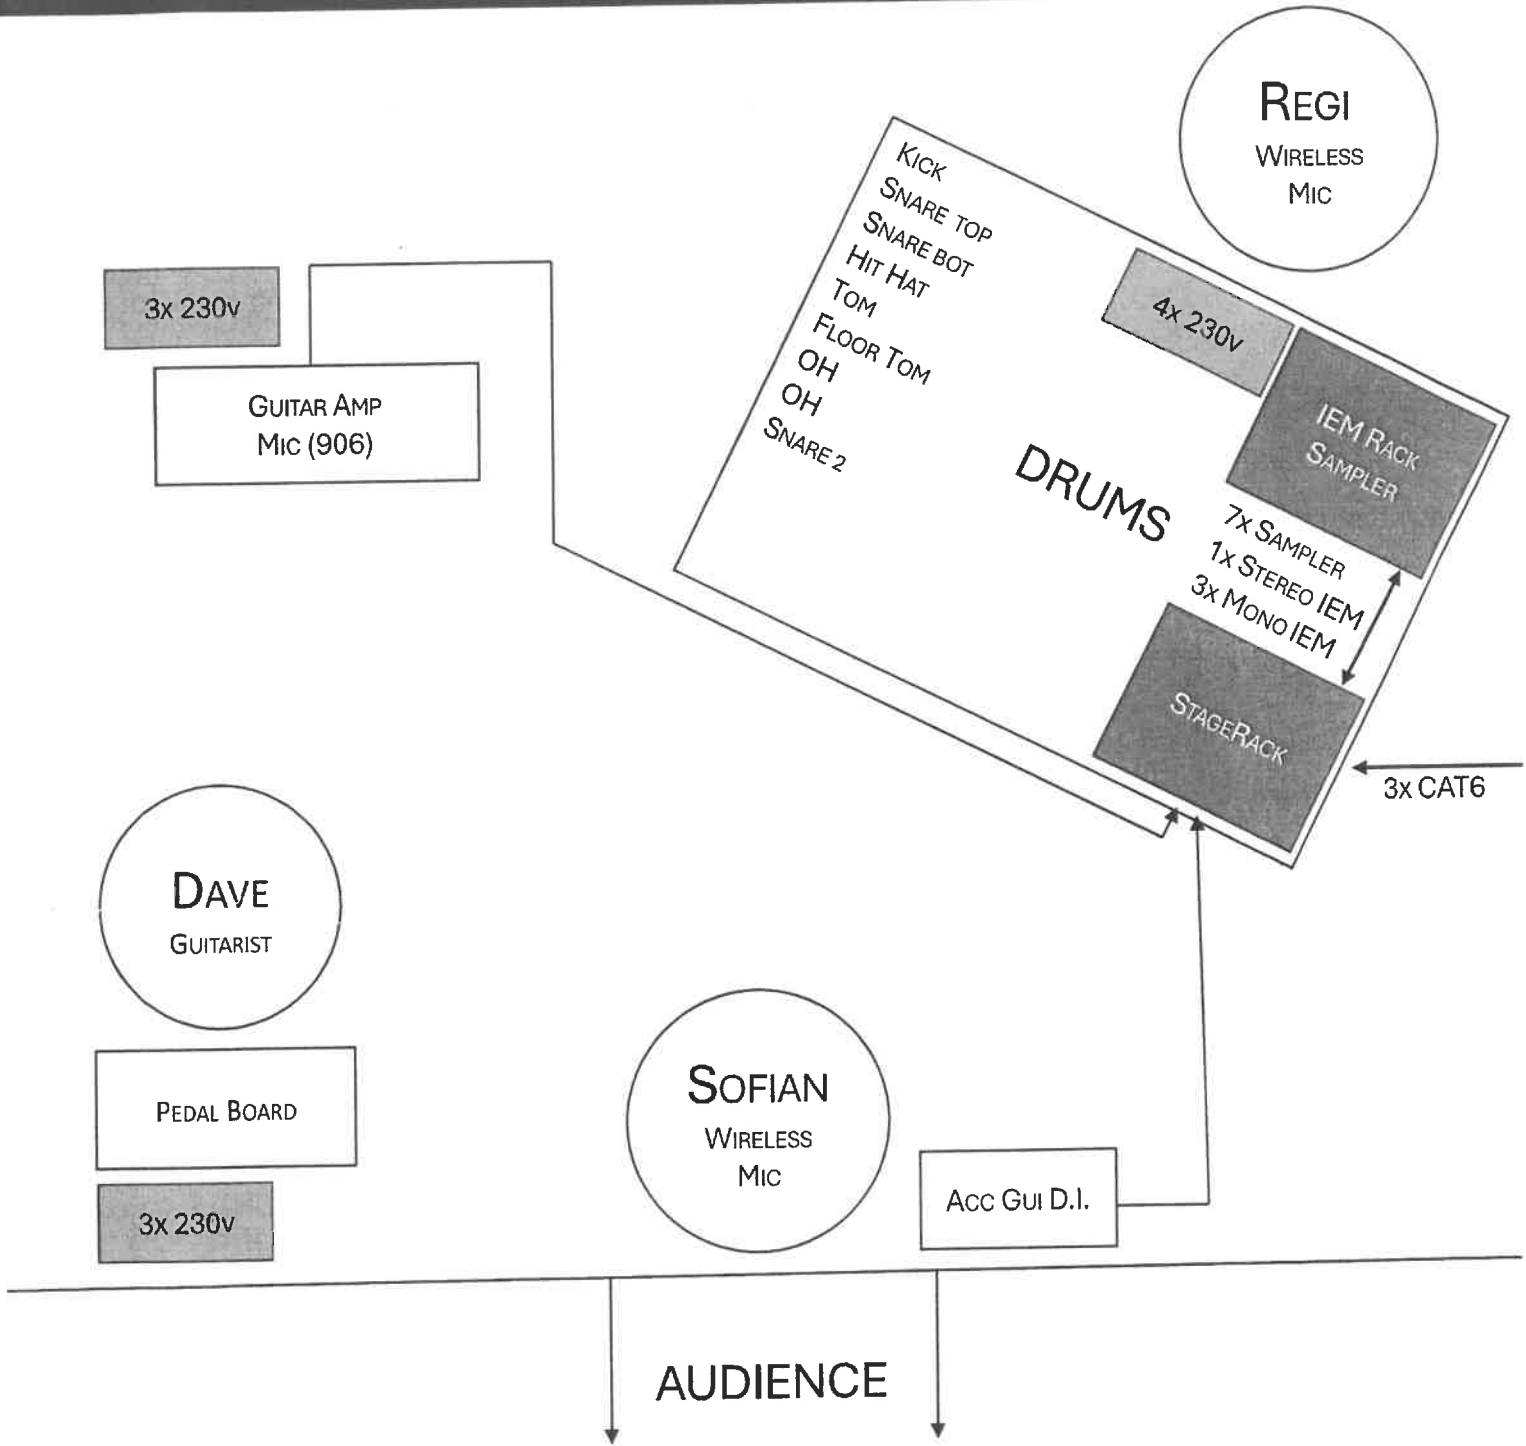 REGI
WIRELESS
MIC
KICK
SNARE TOP
SNARE BOT
HIT HAT
TOM
FLOOR TOM
OH
OH
SNARE 2
4X 230V
IEM RACK
SAMPLER
DRUMS
7X SAMPLER
1X STEREO IEM
3X MONO IEM
STAGERACK
3X CAT6
3X 230V
GUITAR AMP
MIC (906)
DAVE
GUITARIST
PEDAL BOARD
3X 230V
SOFIAN
WIRELESS
MIC
ACC GUI D.I.
AUDIENCE